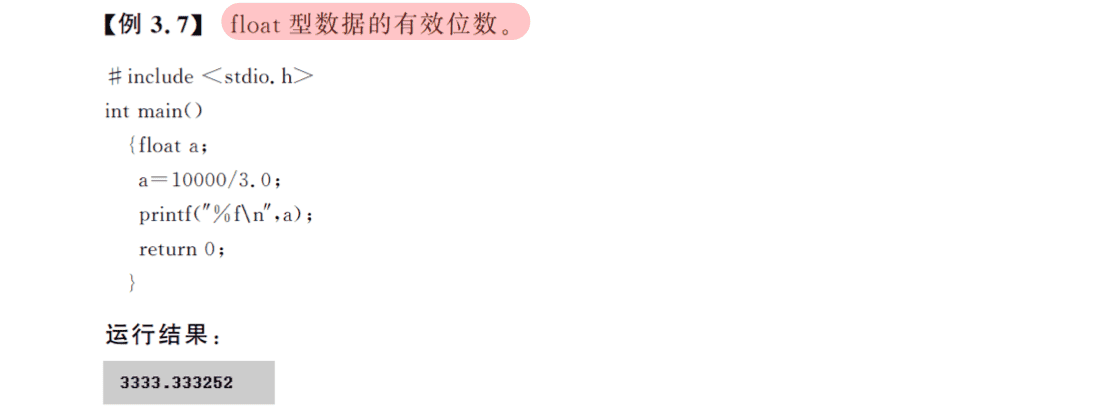 【例 3.7】 float 型数据的有效位数。
#include <stdio.h>
int main()
{float a;
a=10000/3.0;
printf("%f\n",a);
return 0;
}
运行结果：
3333.333252